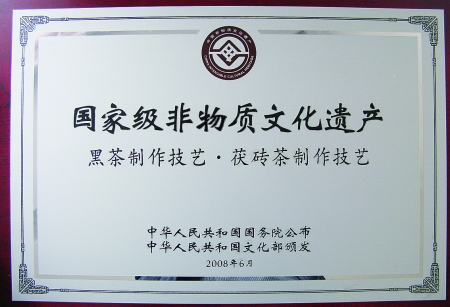 国家级非物质文化遗产
黑茶制作技艺·茯砖茶制作技艺
中华人民共和国国务院公布
中华人民共和国文化部颁发
2008年6月